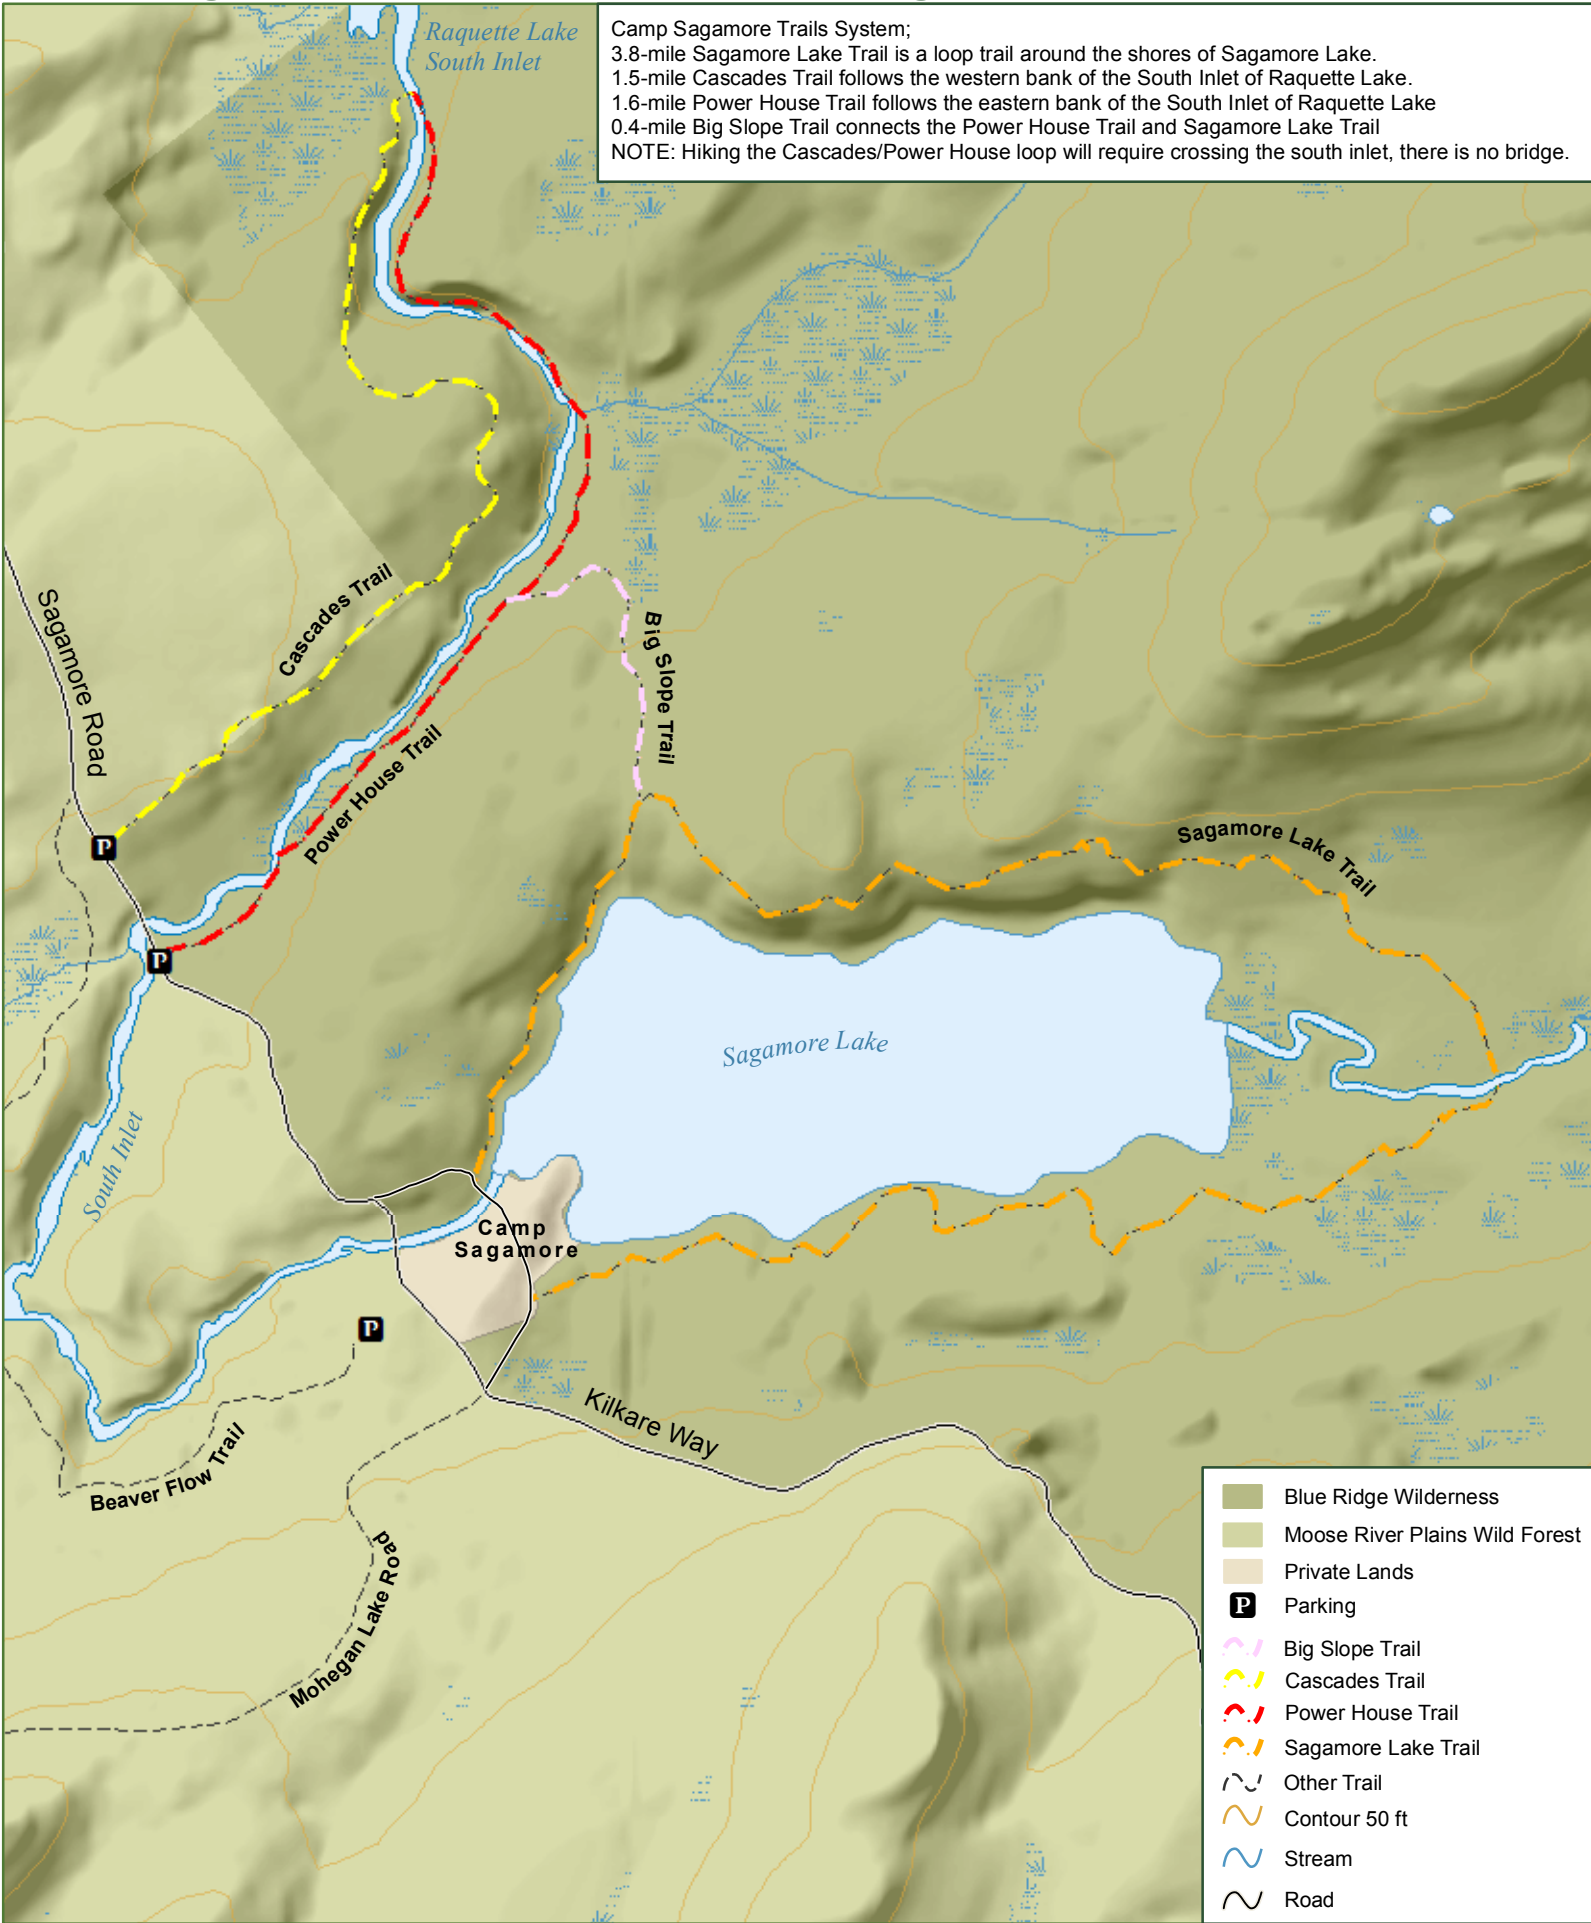 Raquette Lake
South Inlet
Camp Sagamore Trails System;
3.8-mile Sagamore Lake Trail is a loop trail around the shores of Sagamore Lake.
1.5-mile Cascades Trail follows the western bank of the South Inlet of Raquette Lake.
1.6-mile Power House Trail follows the eastern bank of the South Inlet of Raquette Lake
0.4-mile Big Slope Trail connects the Power House Trail and Sagamore Lake Trail
NOTE: Hiking the Cascades/Power House loop will require crossing the south inlet, there is no bridge.
Sagamore Road
Cascades Trail
Big Slope Trail
Power House Trail
P
Sagamore Lake Trail
P
Sagamore Lake
South Inlet
Camp
Sagamore
P
Kilkare Way
Beaver Flow Trail
Mohegan Lake Road
Blue Ridge Wilderness
Moose River Plains Wild Forest
Private Lands
P Parking
Big Slope Trail
Cascades Trail
Power House Trail
Sagamore Lake Trail
Other Trail
Contour 50 ft
Stream
Road